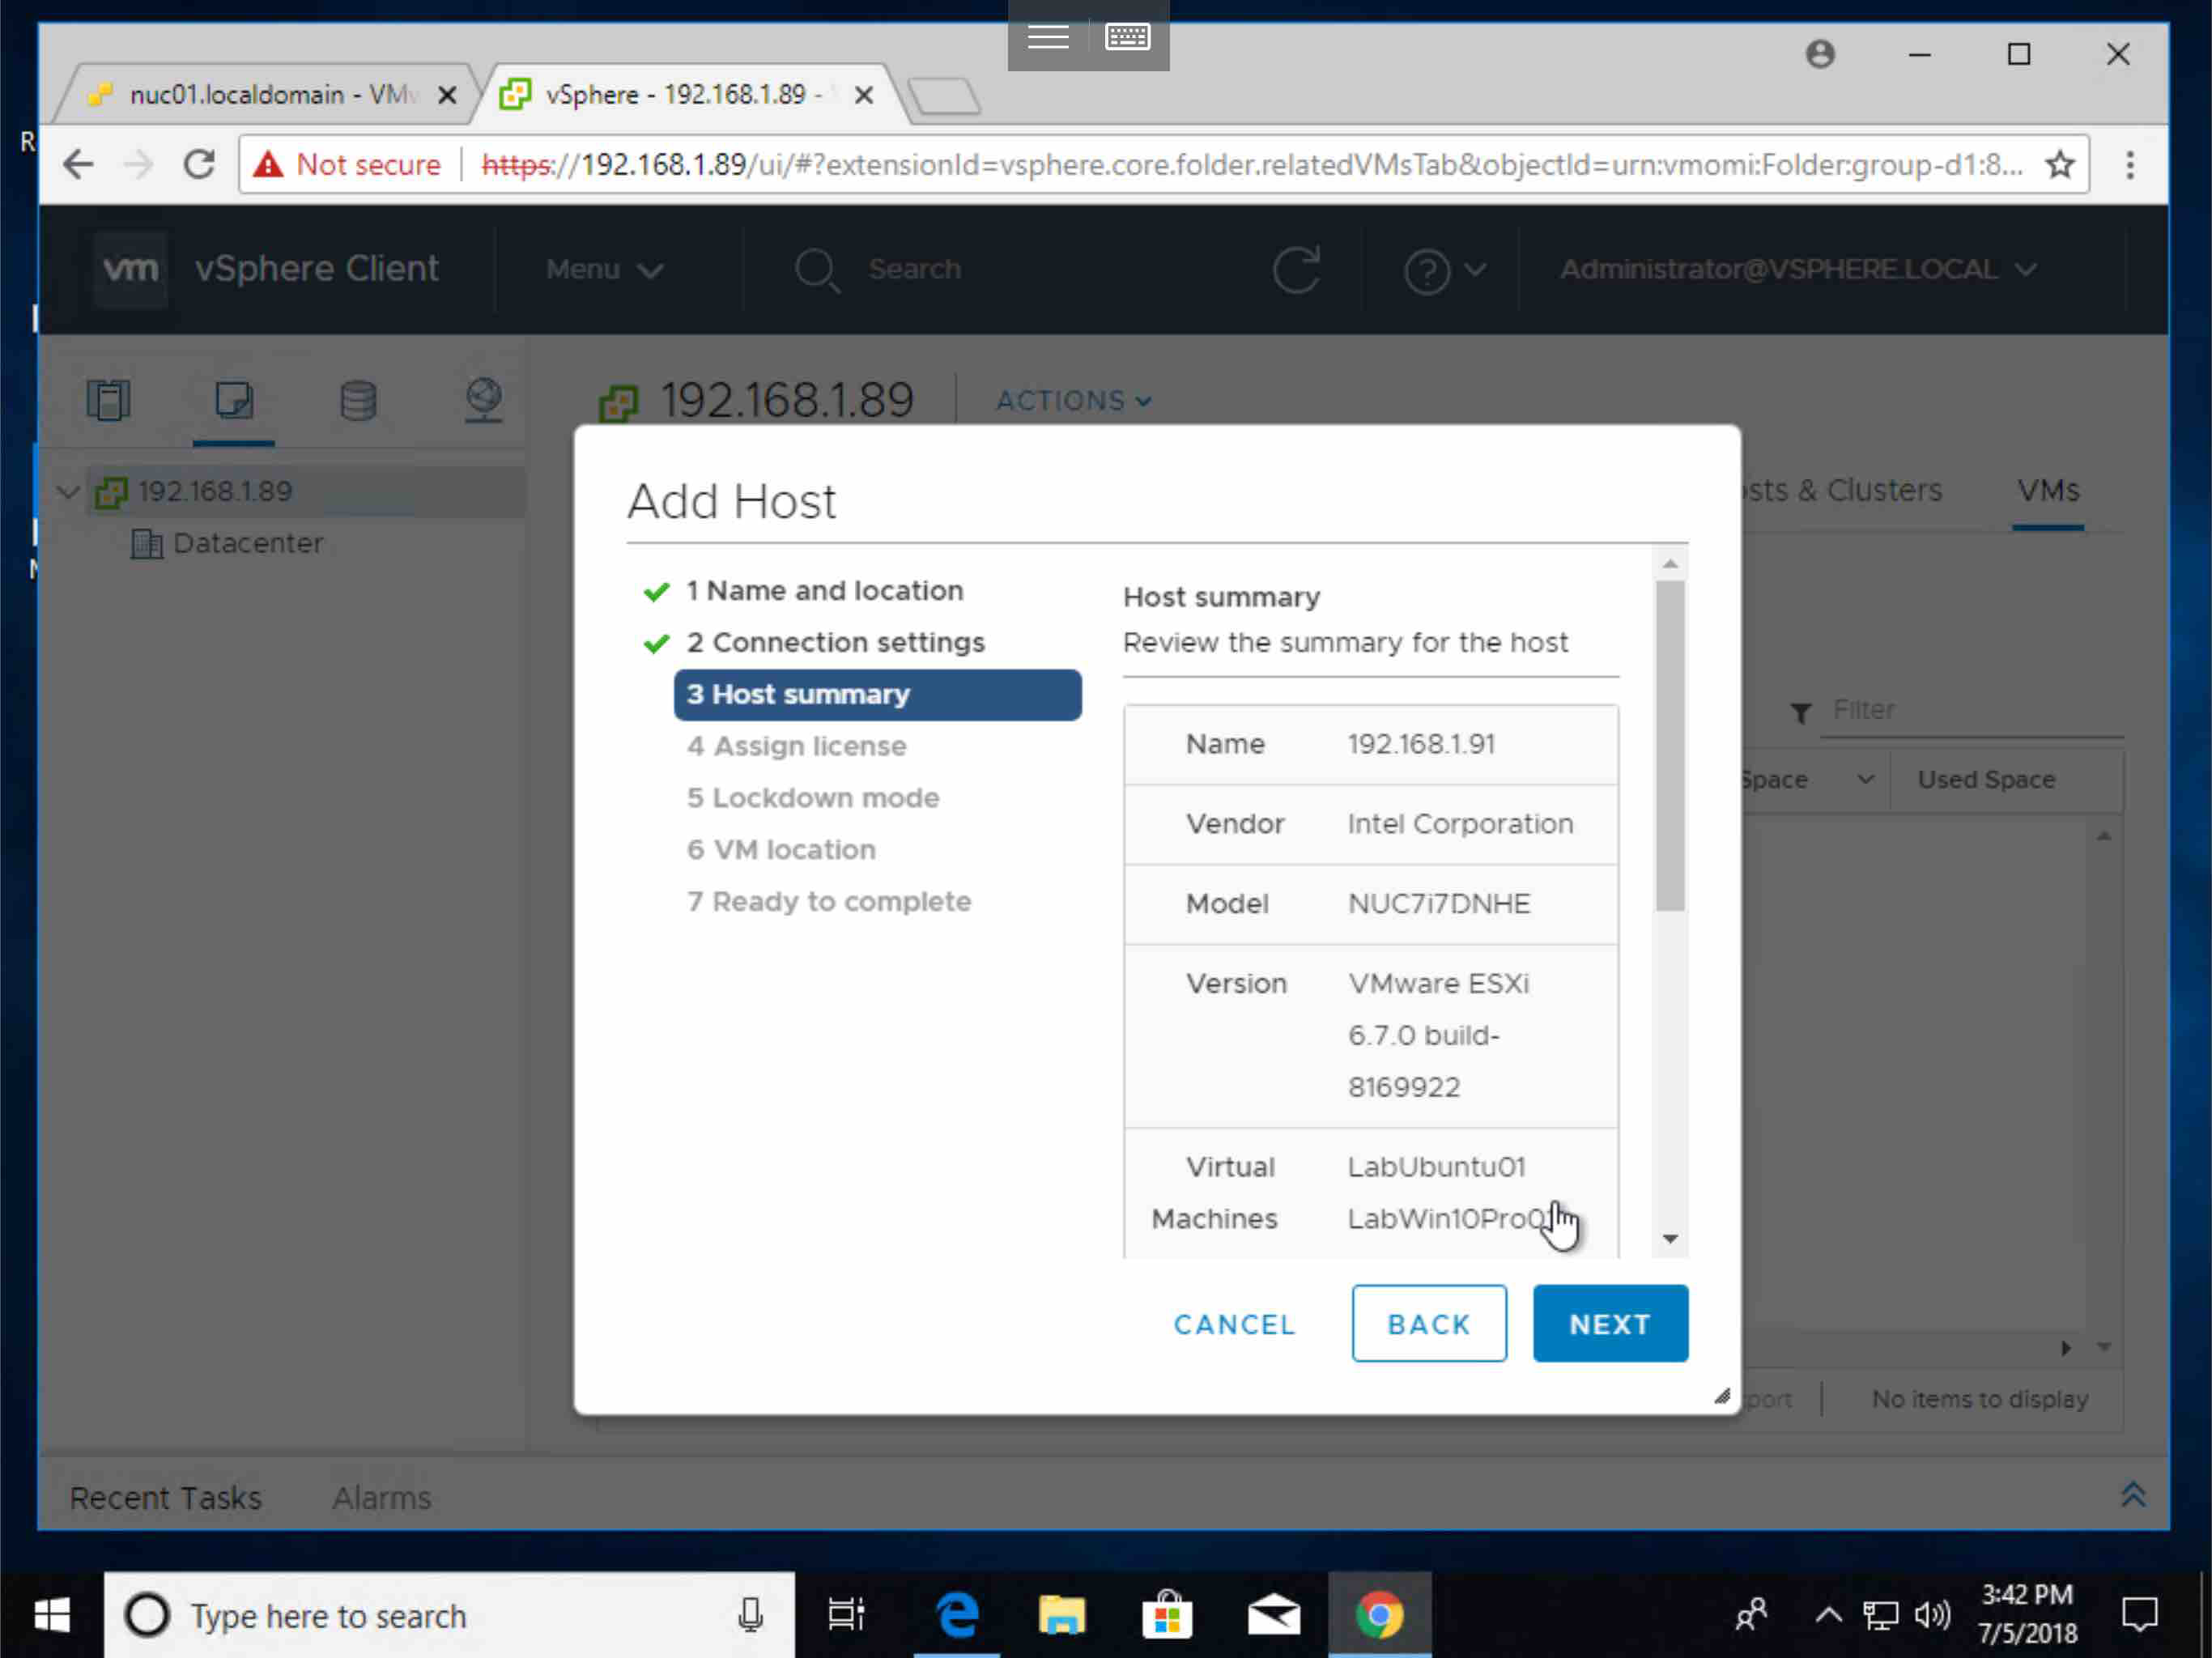 nuc01.localdomain - VM
vSphere - 192.168.1.89 -
R
Not secure
https://192.168.1.89/ui/#?extensionId=vsphere.core.folder.relatedVMsTab&objectId=urn:vmomi:Folder:group-d1:8...
vm vSphere Client
Menu
Search
Administrator@VSPHERE.LOCAL
192.168.1.89
ACTIONS
192.168.1.89
Datacenter
sts & Clusters
VMs
Filter
Space
Used Space
Add Host
1 Name and location
2 Connection settings
3 Host summary
4 Assign license
5 Lockdown mode
6 VM location
7 Ready to complete
Host summary
Review the summary for the host
Name 192.168.1.91
Vendor Intel Corporation
Model NUC7i7DNHE
Version VMware ESXi
6.7.0 build-
8169922
Virtual LabUbuntu01
Machines
CANCEL
BACK
NEXT
port
No items to display
Recent Tasks
Alarms
Type here to search
3:42 PM
7/5/2018